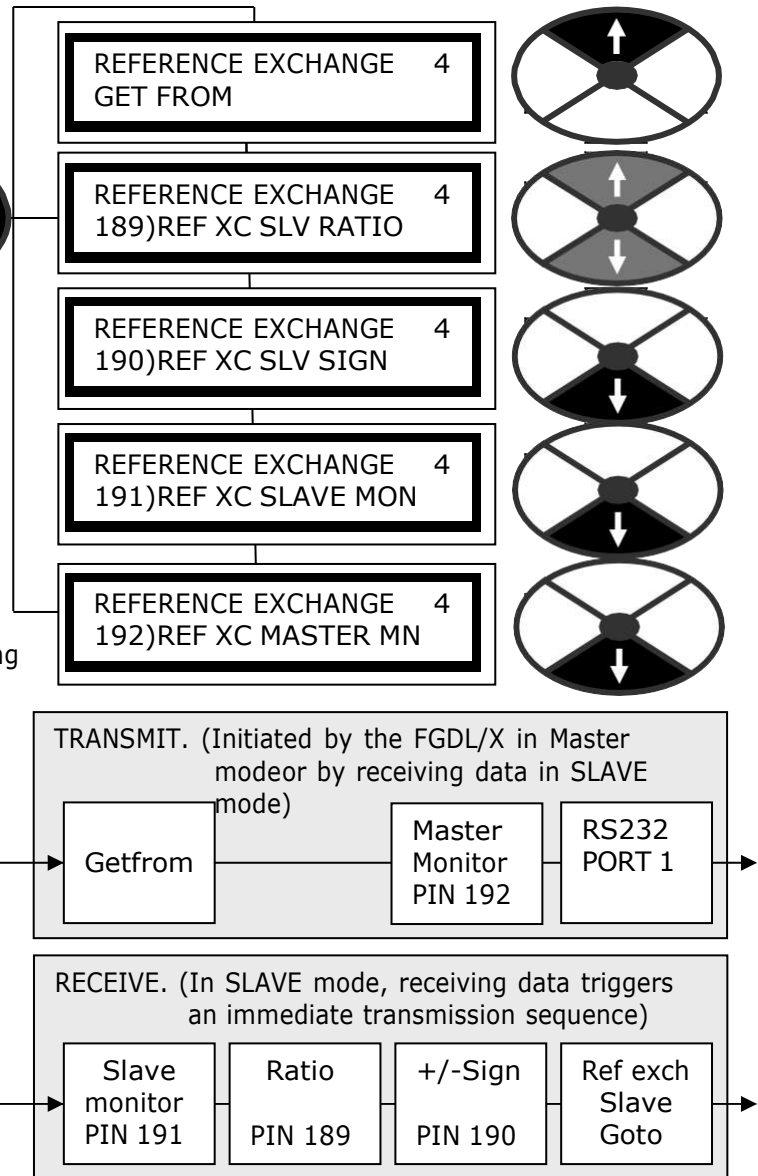 REFERENCE EXCHANGE 4
GET FROM
REFERENCE EXCHANGE 4
189)REF XC SLV RATIO
REFERENCE EXCHANGE 4
190)REF XC SLV SIGN
REFERENCE EXCHANGE 4
191)REF XC SLAVE MON
REFERENCE EXCHANGE 4
192)REF XC MASTER MN
TRANSMIT. (Initiated by the FGDL/X in Master
modeor by receiving data in SLAVE
mode)
Getfrom
Master
Monitor
PIN 192
RS232
PORT 1
RECEIVE. (In SLAVE mode, receiving data triggers
an immediate transmission sequence)
Slave
monitor
PIN 191
Ratio
PIN 189
+/-Sign
PIN 190
Ref exch
Slave
Goto